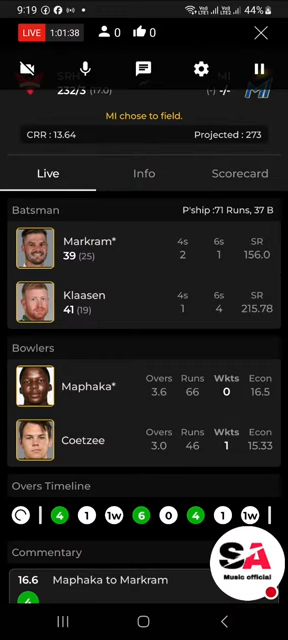 9:19 44%
LIVE 1:01:38 0 0
SRH MI
232/3 (17.0) (-) -/-
MI
MI chose to field.
CRR : 13.64 Projected : 273
Live Info Scorecard
Batsman P'ship :71 Runs, 37 B
Markram* 4s 6s SR
39 (25) 2 1 156.0
Klaasen 4s 6s SR
41 (19) 1 4 215.78
Bowlers
Maphaka* Overs Runs Wkts Econ
3.6 66 0 16.5
Coetzee Overs Runs Wkts Econ
3.0 46 1 15.33
Overs Timeline
4 1 1w 6 0 4 1 1w
Commentary
16.6 Maphaka to Markram
4
SA
Music official